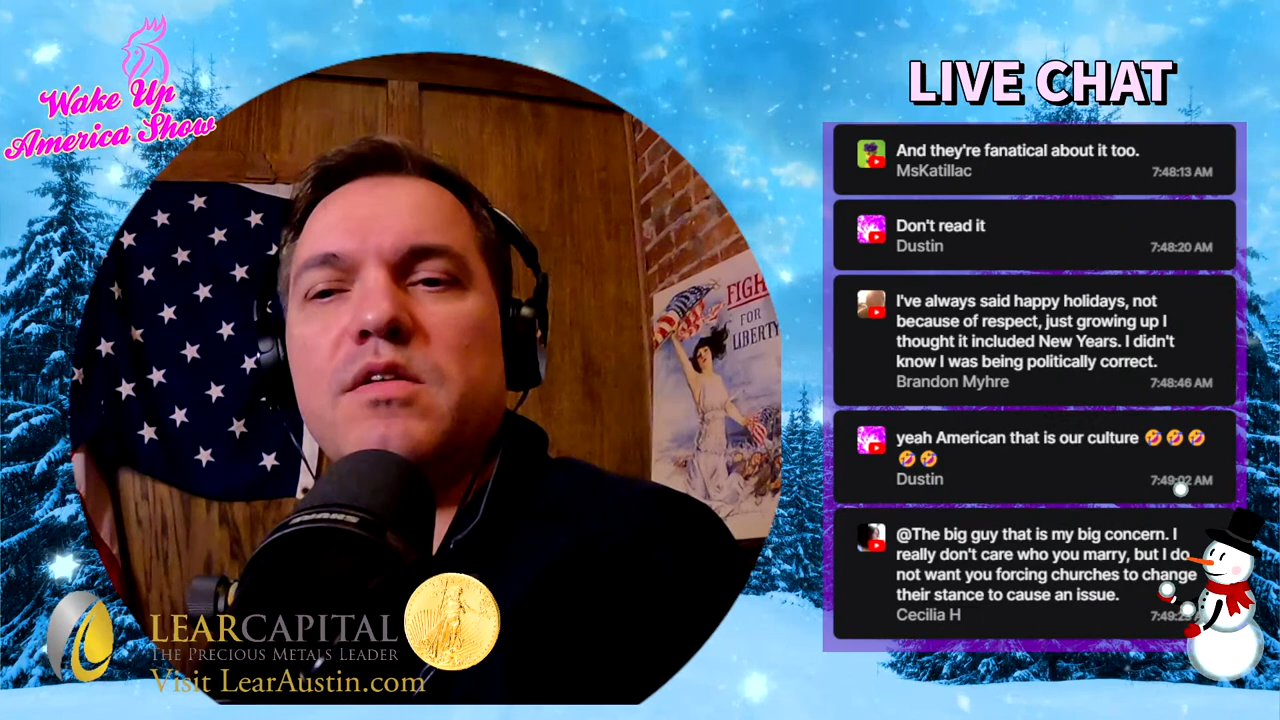 Wake Up
America Show
LIVE CHAT
And they're fanatical about it too.
MsKatillac
7:48:13 AM
Don't read it
Dustin
7:48:20 AM
I've always said happy holidays, not
because of respect, just growing up I
thought it included New Years. I didn't
know I was being politically correct.
Brandon Myhre
7:48:46 AM
yeah American that is our culture 🤣🤣🤣
🤣🤣
Dustin
7:49:02 AM
@The big guy that is my big concern. I
really don't care who you marry, but I do
not want you forcing churches to change
their stance to cause an issue.
Cecilia H
FIGHT
FOR
LIBERTY
LEARCAPITAL
THE PRECIOUS METALS LEADER
Visit LearAustin.com